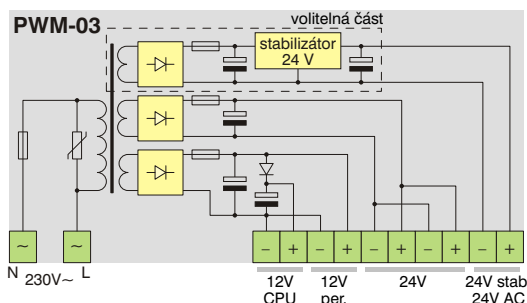 PWM-03
volitelná část
stabilizátor
24 V
~ ~ − + − + − + − + − +
N 230V~ L
12V 12V 24V 24V stab
CPU per. 24V AC